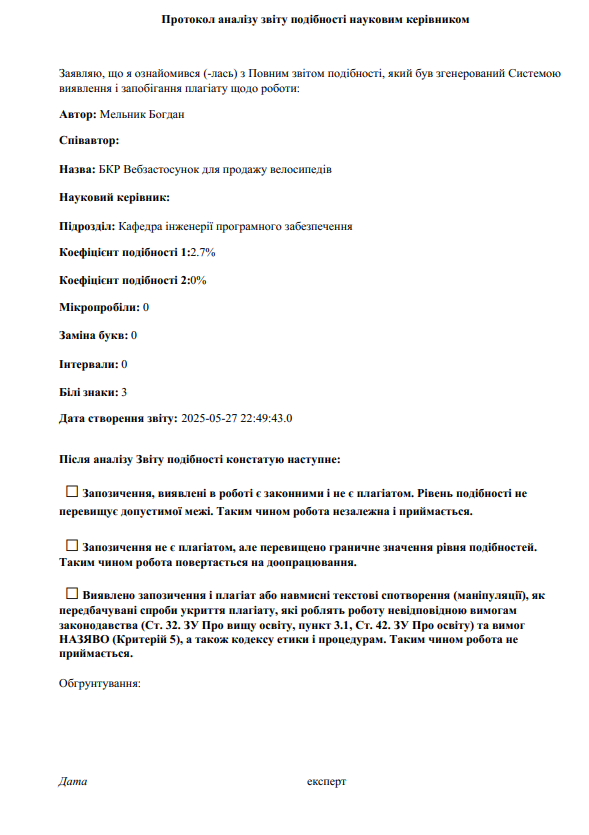 Протокол аналізу звіту подібності науковим керівником
Заявляю, що я ознайомився (-лась) з Повним звітом подібності, який був згенерований Системою
виявлення і запобігання плагіату щодо роботи:
Автор: Мельник Богдан
Співавтор:
Назва: БКР Вебзастосунок для продажу велосипедів
Науковий керівник:
Підрозділ: Кафедра інженерії програмного забезпечення
Коефіцієнт подібності 1:2.7%
Коефіцієнт подібності 2:0%
Мікропробіли: 0
Заміна букв: 0
Інтервали: 0
Білі знаки: 3
Дата створення звіту: 2025-05-27 22:49:43.0
Після аналізу Звіту подібності констатую наступне:
☐ Запозичення, виявлені в роботі є законними і не є плагіатом. Рівень подібності не
перевищує допустимої межі. Таким чином робота незалежна і приймається.
☐ Запозичення не є плагіатом, але перевищено граничне значення рівня подібностей.
Таким чином робота повертається на доопрацювання.
☐ Виявлено запозичення і плагіат або навмисні текстові спотворення (маніпуляції), як
передбачувані спроби укриття плагіату, які роблять роботу невідповідною вимогам
законодавства (Ст. 32. ЗУ Про вищу освіту, пункт 3.1, Ст. 42. ЗУ Про освіту) та вимог
НАЗЯВО (Критерій 5), а також кодексу етики і процедурам. Таким чином робота не
приймається.
Обгрунтування:
Дата експерт